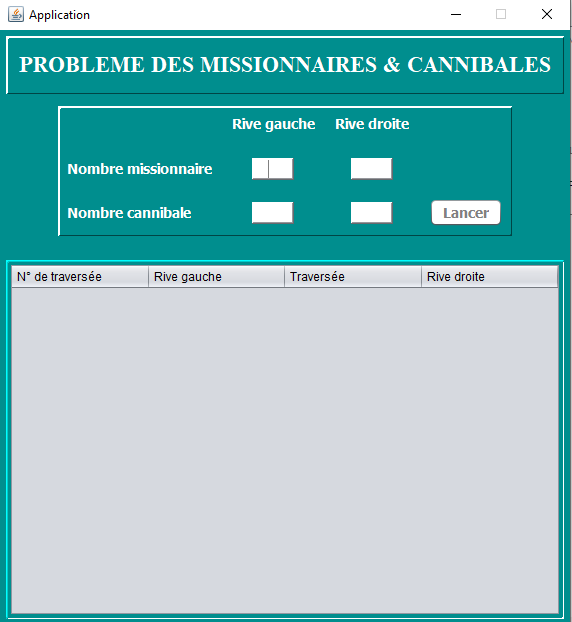 Application
PROBLEME DES MISSIONNAIRES & CANNIBALES
Rive gauche Rive droite
Nombre missionnaire
Nombre cannibale Lancer
N° de traversée Rive gauche Traversée Rive droite